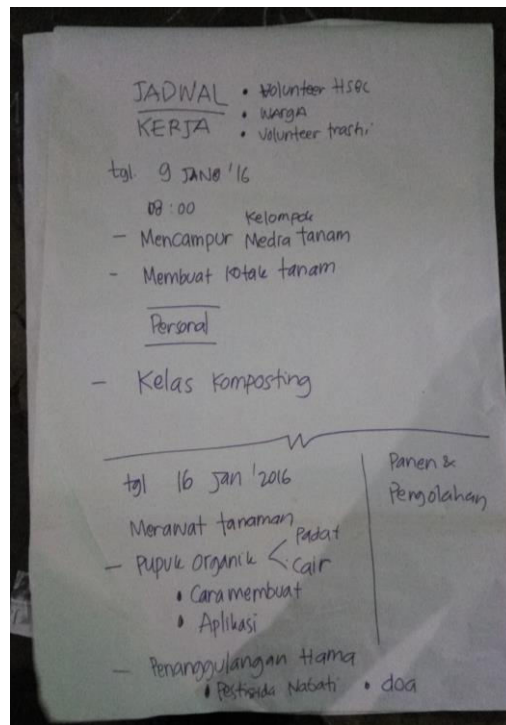 JADWAL
KERJA
• Volunteer HSBC
• WARGA
• Volunteer trashi
tgl. 9 JAN '16
08:00
Kelompok
- Mencampur Media tanam
- Membuat kotak tanam
Personal
- Kelas Komposting
tgl 16 Jan '2016
Merawat tanaman
- Pupuk Organik < Padat
Cair
• Cara membuat
• Aplikasi
- Penanggulangan Hama
• Pestisida Nabati • doa
Panen &
Pengolahan